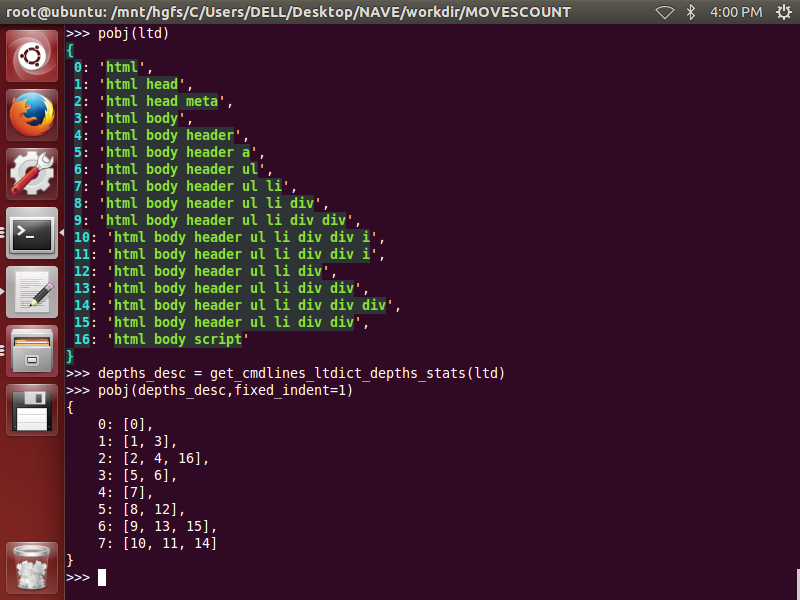 root@ubuntu: /mnt/hgfs/C/Users/DELL/Desktop/NAVE/workdir/MOVESCOUNT 4:00 PM
>>> pobj(ltd)
{
 0: 'html',
 1: 'html head',
 2: 'html head meta',
 3: 'html body',
 4: 'html body header',
 5: 'html body header a',
 6: 'html body header ul',
 7: 'html body header ul li',
 8: 'html body header ul li div',
 9: 'html body header ul li div div',
 10: 'html body header ul li div div i',
 11: 'html body header ul li div div i',
 12: 'html body header ul li div',
 13: 'html body header ul li div div',
 14: 'html body header ul li div div div',
 15: 'html body header ul li div div',
 16: 'html body script'
}
>>> depths_desc = get_cmdlines_ltdict_depths_stats(ltd)
>>> pobj(depths_desc,fixed_indent=1)
{
    0: [0],
    1: [1, 3],
    2: [2, 4, 16],
    3: [5, 6],
    4: [7],
    5: [8, 12],
    6: [9, 13, 15],
    7: [10, 11, 14]
}
>>>